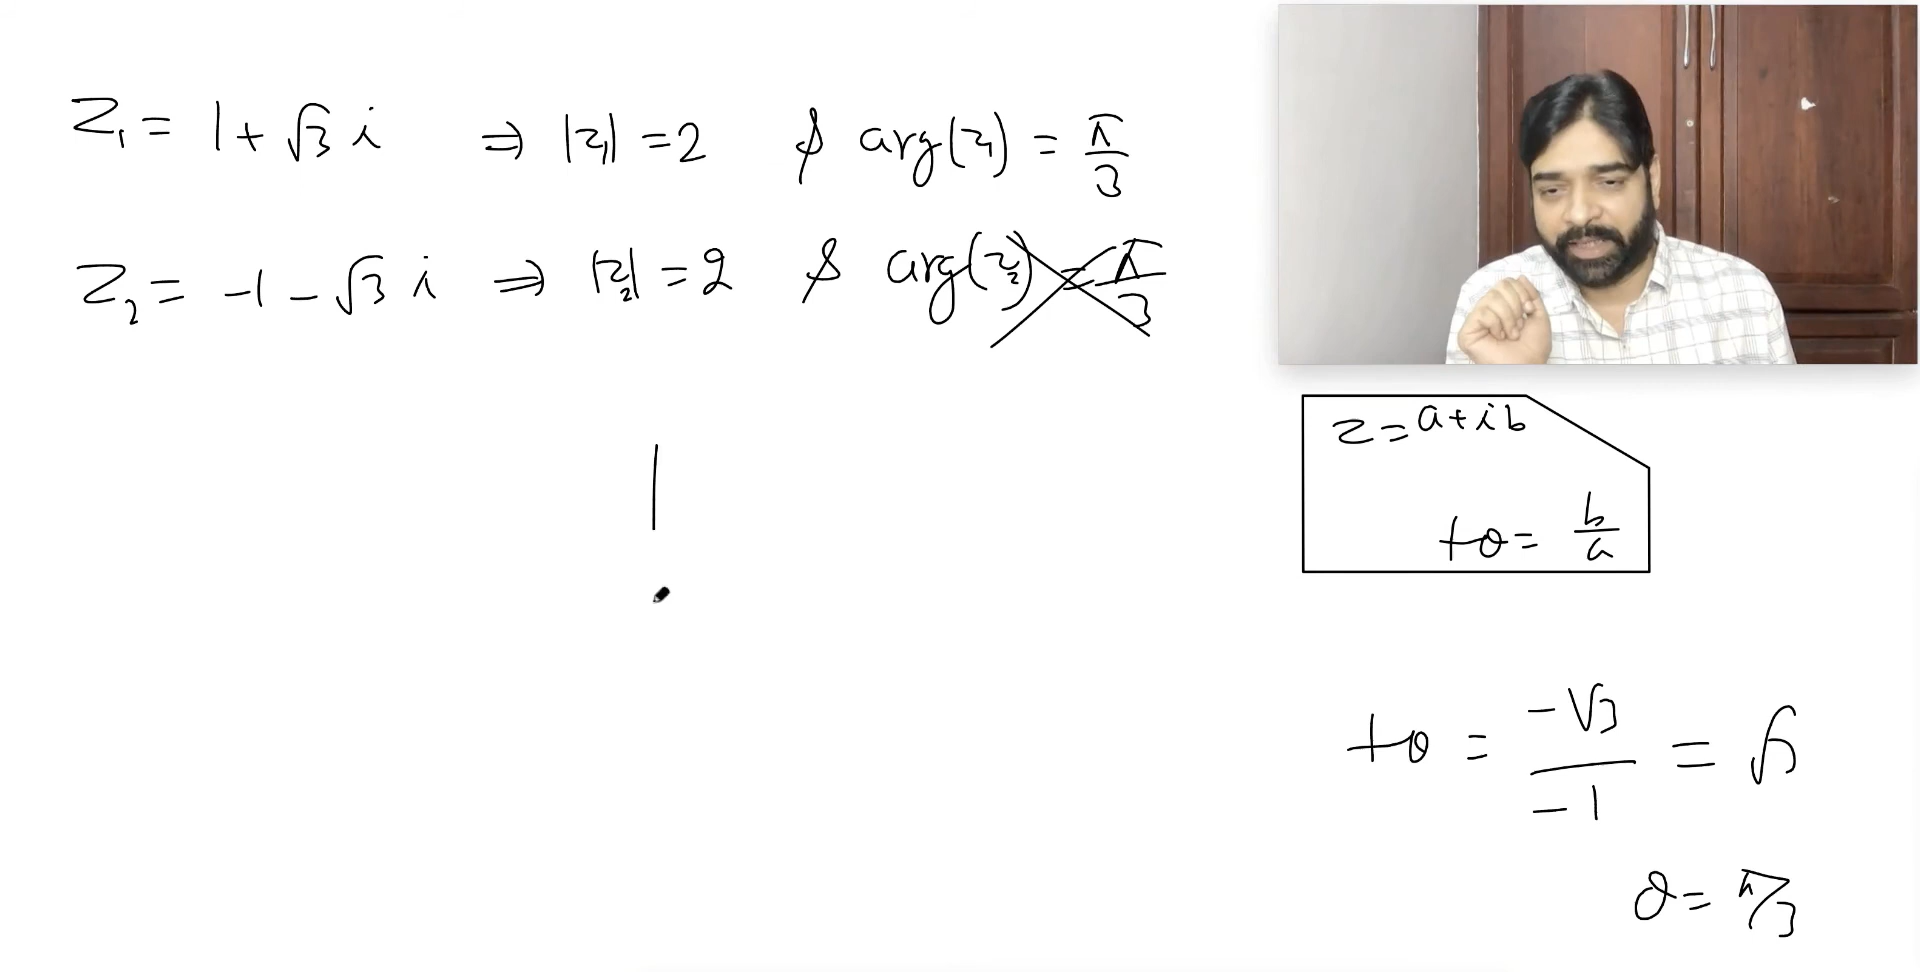 z₁ = 1 + √3 i ⇒ |z₁| = 2 & arg(z₁) = π/3
z₂ = -1 - √3 i ⇒ |z₂| = 2 & arg(z₂) = π/3
z = a + ib
tθ = b/a
tθ = -√3/-1 = √3
θ = π/3